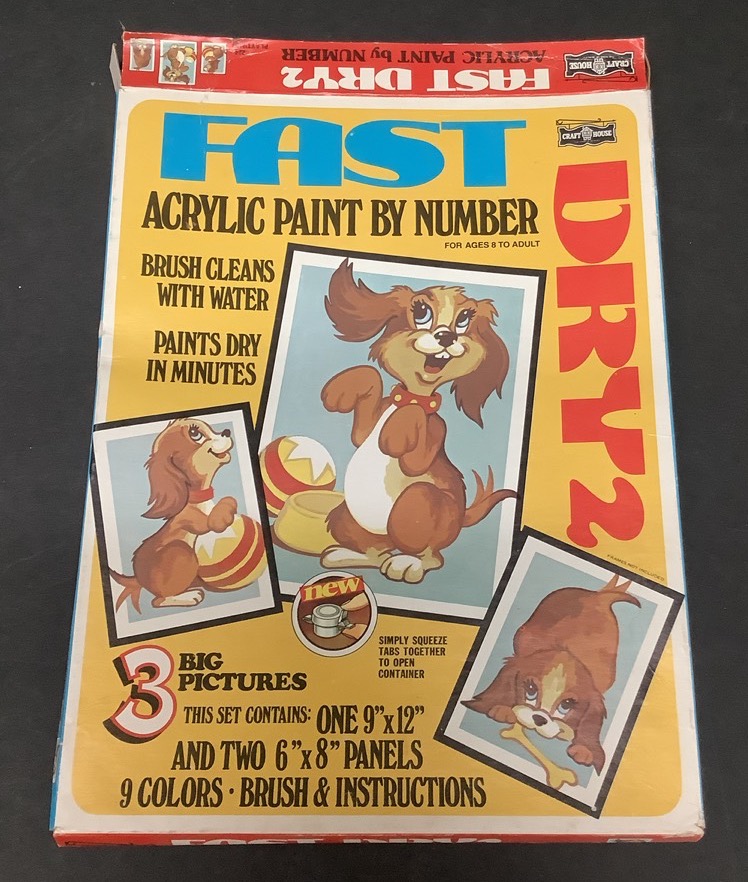 FAST DRY 2
ACRYLIC PAINT by NUMBER
CRAFT HOUSE
FAST
CRAFT HOUSE
DRY 2
ACRYLIC PAINT BY NUMBER
FOR AGES 8 TO ADULT
BRUSH CLEANS
WITH WATER
PAINTS DRY
IN MINUTES
FRAMES NOT INCLUDED
new
SIMPLY SQUEEZE
TABS TOGETHER
TO OPEN
CONTAINER
3 BIG
PICTURES
THIS SET CONTAINS: ONE 9"x12"
AND TWO 6"x8" PANELS
9 COLORS · BRUSH & INSTRUCTIONS